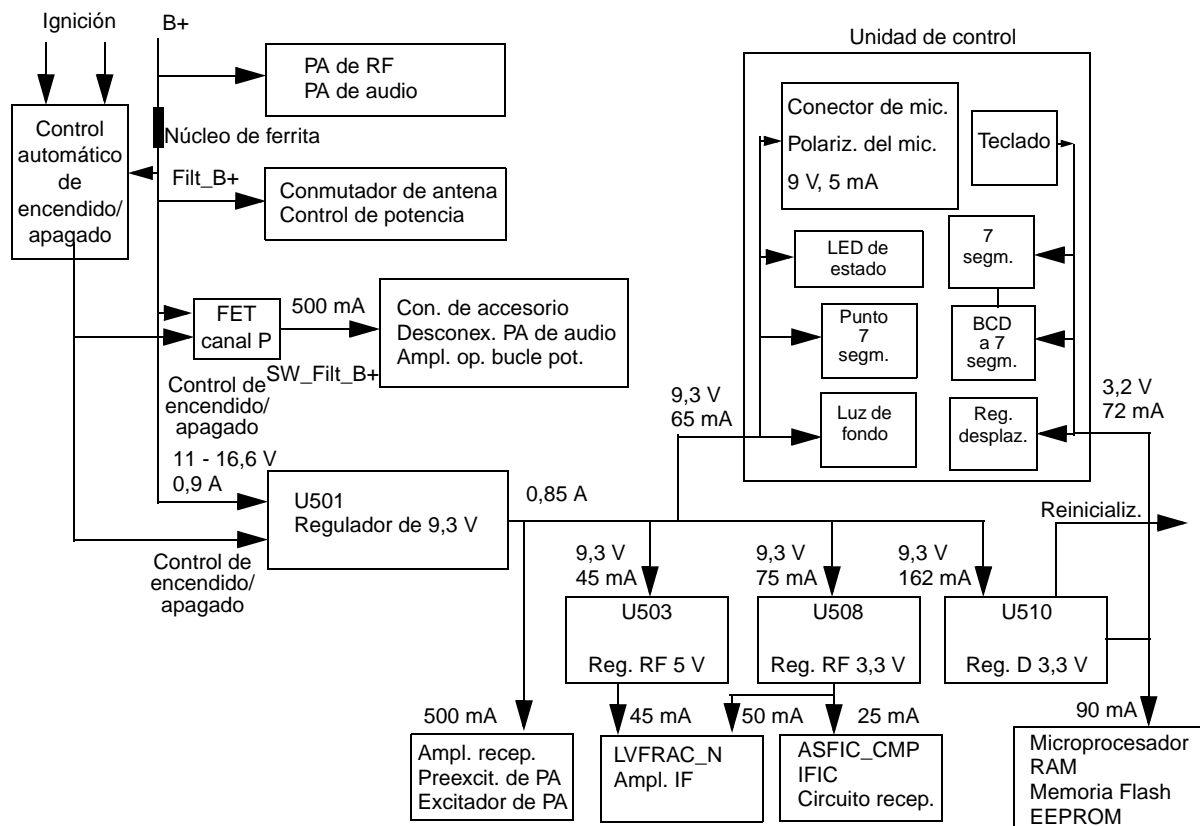 Ignición
B+
Unidad de control
PA de RF
PA de audio
Control
automático
de
encendido/
apagado
Núcleo de ferrita
Filt_B+
Conmutador de antena
Control de potencia
Conector de mic.
Polariz. del mic.
9 V, 5 mA
Teclado
LED de
estado
7
segm.
FET
canal P
500 mA
SW_Filt_B+
Con. de accesorio
Desconex. PA de audio
Ampl. op. bucle pot.
Punto
7
segm.
BCD
a 7
segm.
Control de
encendido/
apagado
9,3 V
65 mA
Luz de
fondo
Reg.
desplaz.
3,2 V
72 mA
11 - 16,6 V
0,9 A
U501
Regulador de 9,3 V
0,85 A
Reinicializ.
Control de
encendido/
apagado
9,3 V
45 mA
9,3 V
75 mA
9,3 V
162 mA
U503
Reg. RF 5 V
U508
Reg. RF 3,3 V
U510
Reg. D 3,3 V
500 mA
45 mA
50 mA
25 mA
90 mA
Ampl. recep.
Preexcit. de PA
Excitador de PA
LVFRAC_N
Ampl. IF
ASFIC_CMP
IFIC
Circuito recep.
Microprocesador
RAM
Memoria Flash
EEPROM